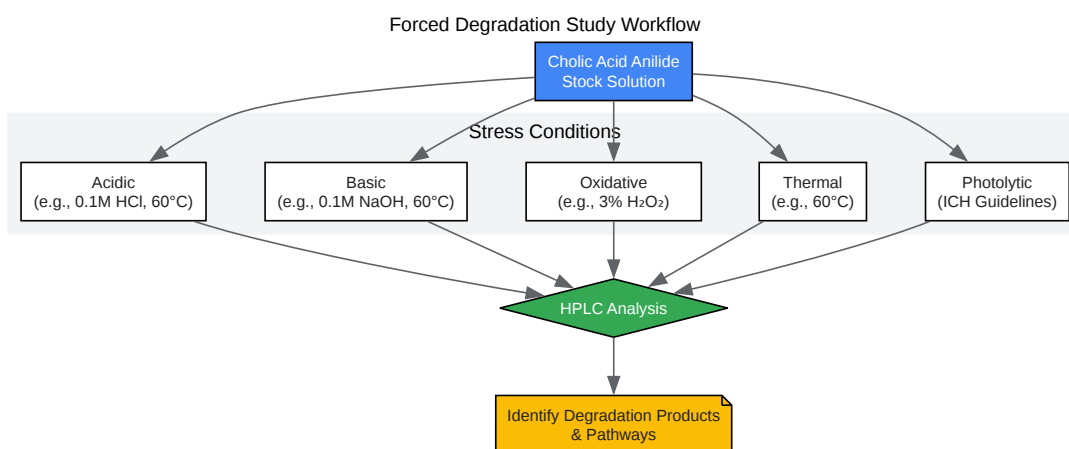 Forced Degradation Study Workflow
Cholic Acid Anilide
Stock Solution
Stress Conditions
Acidic
(e.g., 0.1M HCl, 60°C)
Basic
(e.g., 0.1M NaOH, 60°C)
Oxidative
(e.g., 3% H₂O₂)
Thermal
(e.g., 60°C)
Photolytic
(ICH Guidelines)
HPLC Analysis
Identify Degradation Products
& Pathways